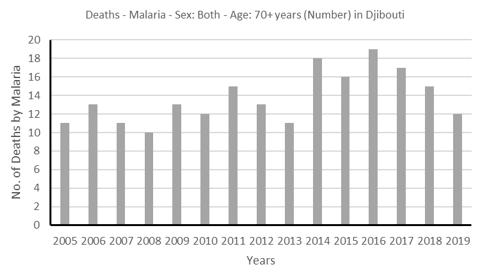 Deaths - Malaria - Sex: Both - Age: 70+ years (Number) in Djibouti
No. of Deaths by Malaria
20
18
16
14
12
10
8
6
4
2
0
2005 2006 2007 2008 2009 2010 2011 2012 2013 2014 2015 2016 2017 2018 2019
Years